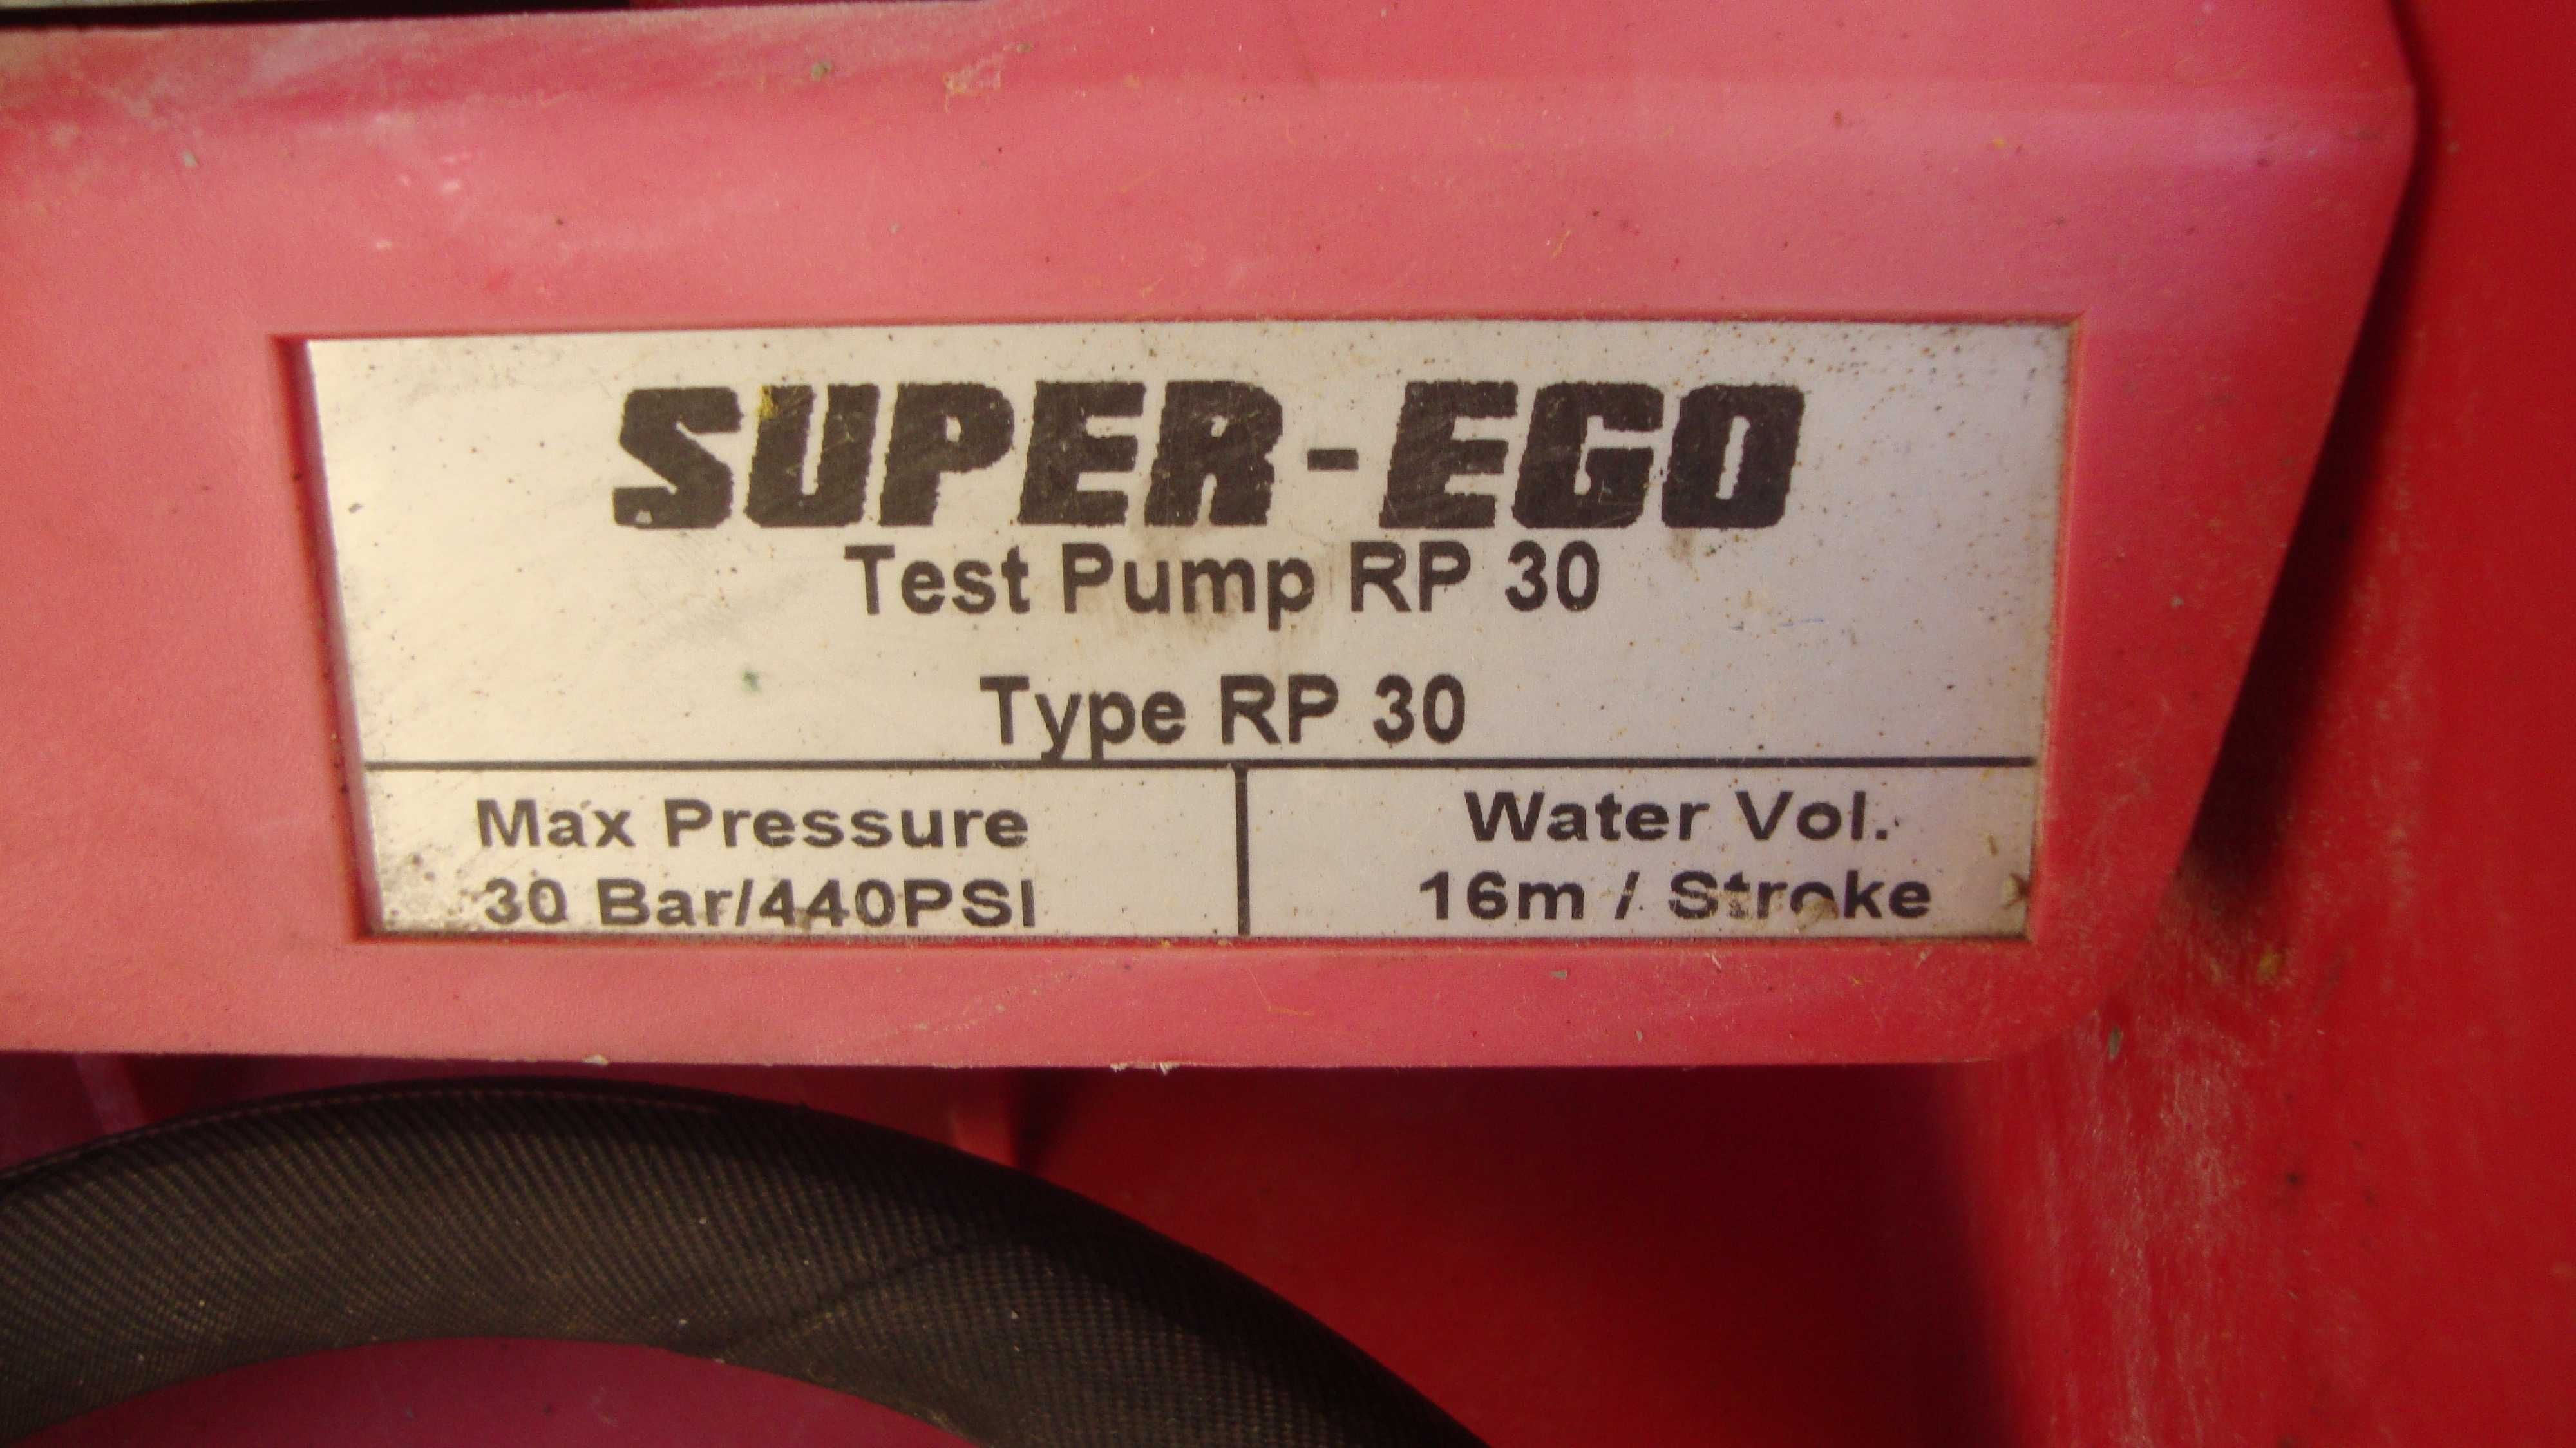 SUPER-EGO
Test Pump RP 30
Type RP 30
Max Pressure
30 Bar/440PSI
Water Vol.
16m / Stroke